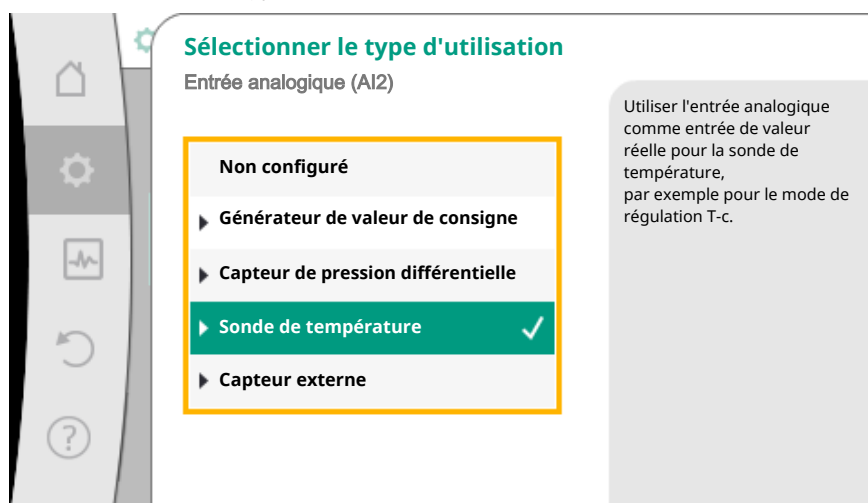 Sélectionner le type d'utilisation
Entrée analogique (AI2)
Non configuré
Générateur de valeur de consigne
Capteur de pression différentielle
Sonde de température
Capteur externe
Utiliser l'entrée analogique
comme entrée de valeur
réelle pour la sonde de
température,
par exemple pour le mode de
régulation T-c.
?